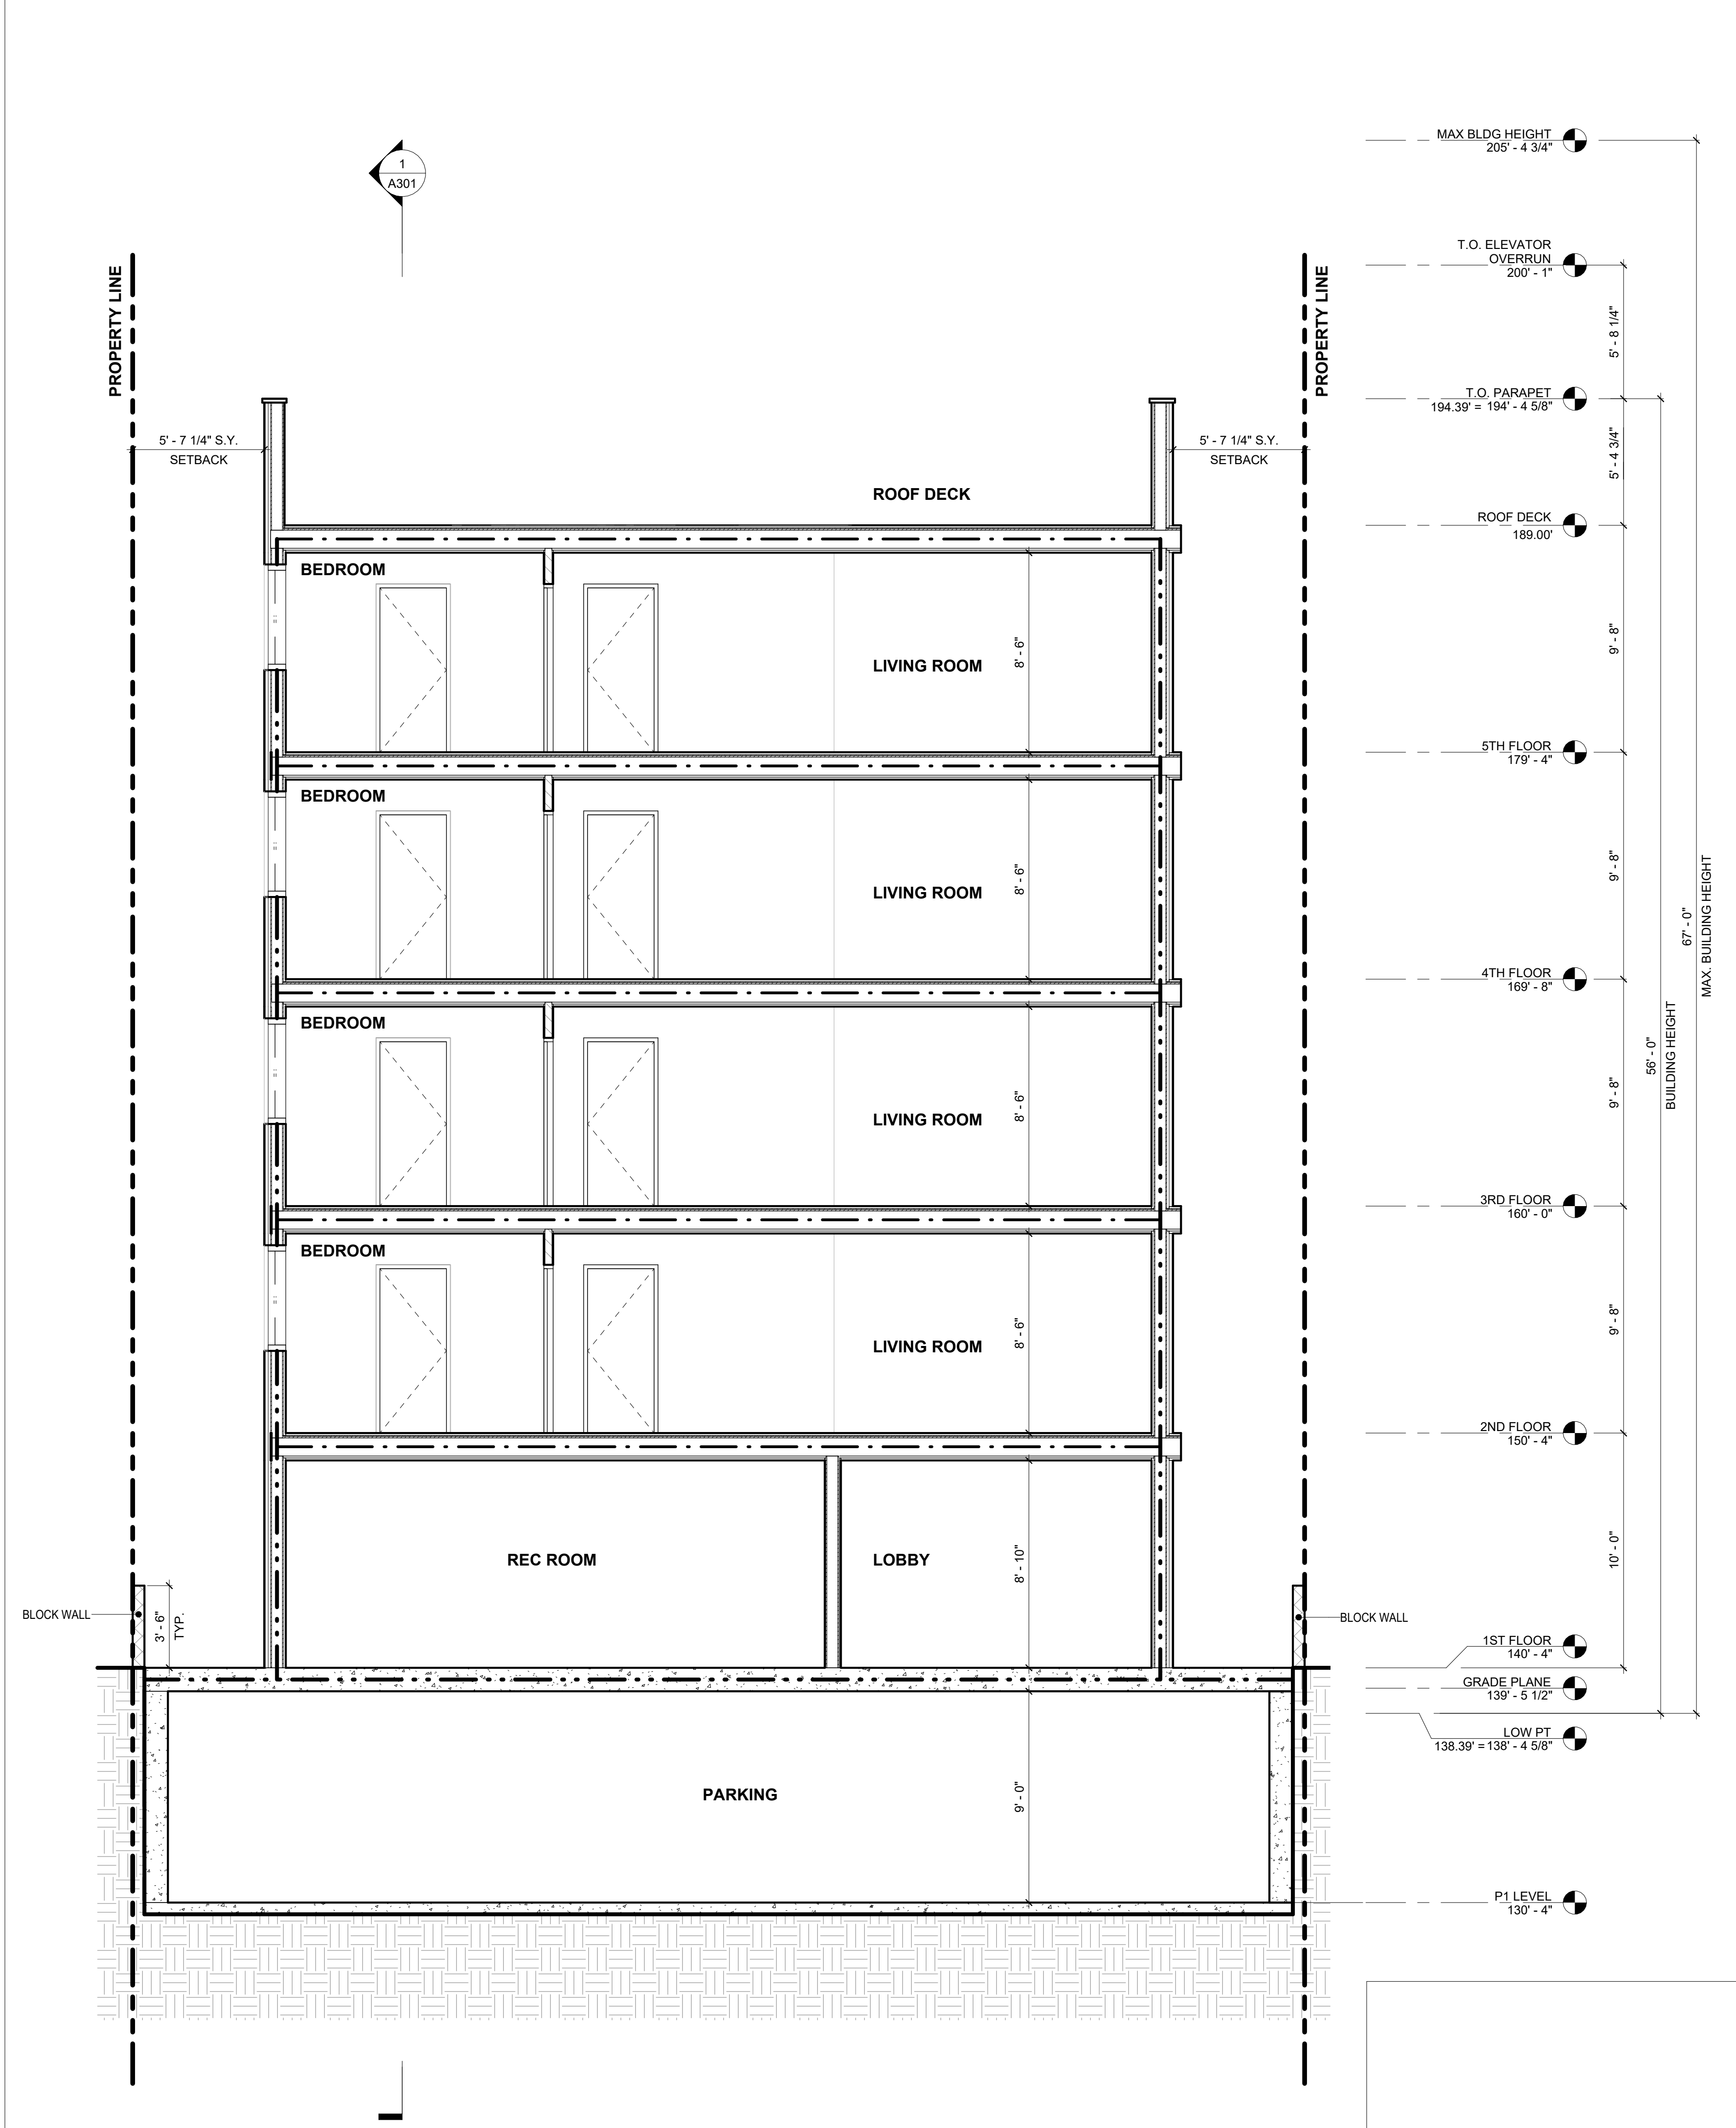 MAX BLDG HEIGHT
205' - 4 3/4"
1
A301
T.O. ELEVATOR
OVERRUN
200' - 1"
PROPERTY LINE
PROPERTY LINE
5' - 8 1/4"
T.O. PARAPET
194.39' = 194' - 4 5/8"
5' - 7 1/4" S.Y.
SETBACK
5' - 7 1/4" S.Y.
SETBACK
5' - 4 3/4"
ROOF DECK
ROOF DECK
189.00'
BEDROOM
LIVING ROOM
8' - 6"
9' - 8"
5TH FLOOR
179' - 4"
BEDROOM
LIVING ROOM
8' - 6"
9' - 8"
67' - 0"
MAX. BUILDING HEIGHT
4TH FLOOR
169' - 8"
BEDROOM
LIVING ROOM
8' - 6"
9' - 8"
56' - 0"
BUILDING HEIGHT
3RD FLOOR
160' - 0"
BEDROOM
LIVING ROOM
8' - 6"
9' - 8"
2ND FLOOR
150' - 4"
REC ROOM
LOBBY
8' - 10"
10' - 0"
BLOCK WALL
3' - 6"
TYP.
BLOCK WALL
1ST FLOOR
140' - 4"
GRADE PLANE
139' - 5 1/2"
LOW PT
138.39' = 138' - 4 5/8"
PARKING
9' - 0"
P1 LEVEL
130' - 4"